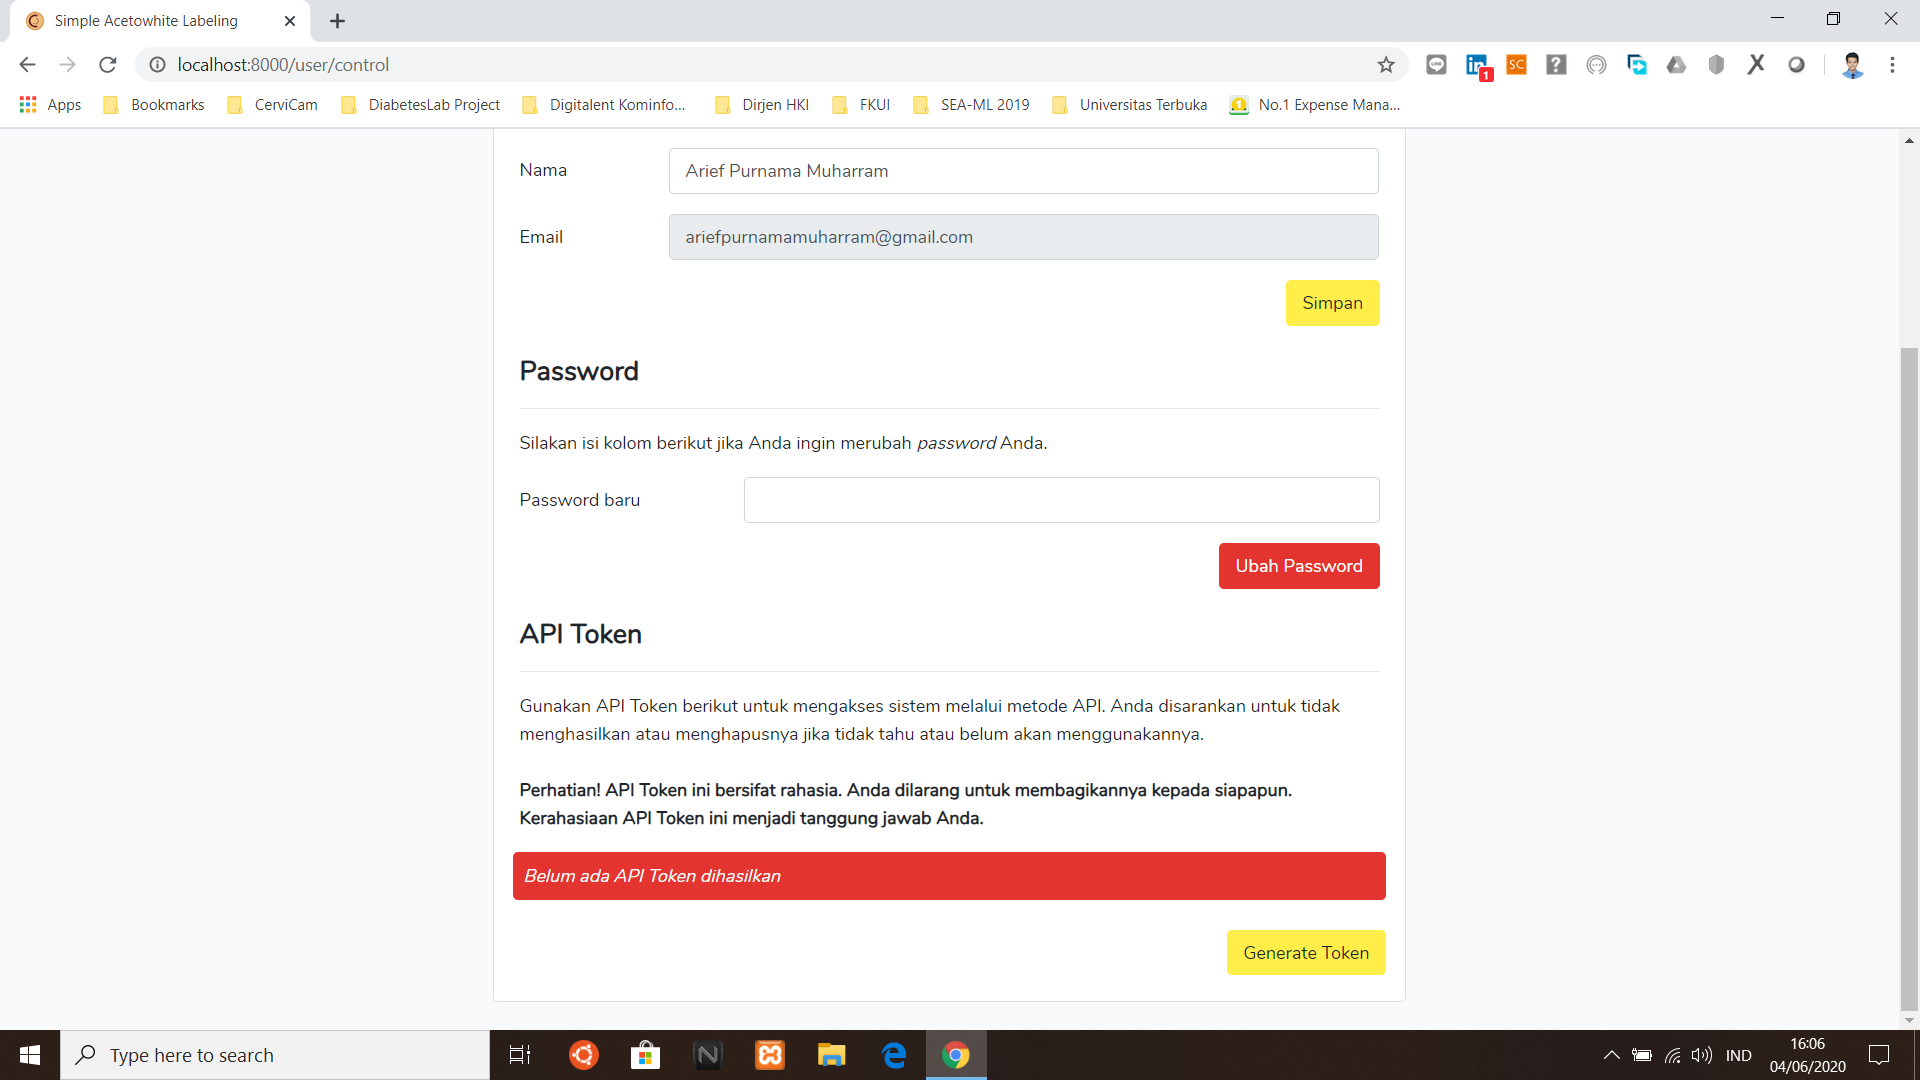 Simple Acetowhite Labeling
localhost:8000/user/control
1
SC
Apps
Bookmarks
CerviCam
DiabetesLab Project
Digitalent Kominfo...
Dirjen HKI
FKUI
SEA-ML 2019
Universitas Terbuka
No.1 Expense Mana...
Nama
Arief Purnama Muharram
Email
ariefpurnamamuharram@gmail.com
Simpan
Password
Silakan isi kolom berikut jika Anda ingin merubah password Anda.
Password baru
Ubah Password
API Token
Gunakan API Token berikut untuk mengakses sistem melalui metode API. Anda disarankan untuk tidak
menghasilkan atau menghapusnya jika tidak tahu atau belum akan menggunakannya.
Perhatian! API Token ini bersifat rahasia. Anda dilarang untuk membagikannya kepada siapapun.
Kerahasiaan API Token ini menjadi tanggung jawab Anda.
Belum ada API Token dihasilkan
Generate Token
Type here to search
IND
16:06
04/06/2020